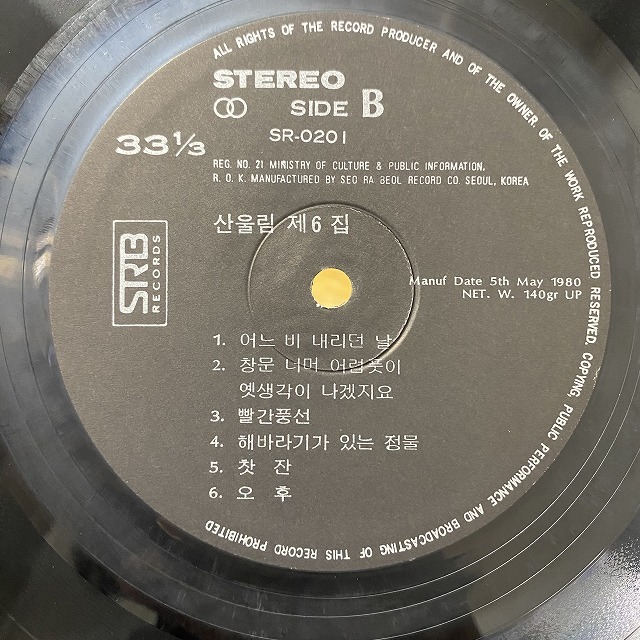 ALL RIGHTS OF THE RECORD PRODUCER AND OF THE OWNER OF THE WORK REPRODUCED RESERVED. COPYING, PUBLIC PERFORMANCE AND BROADCASTING OF THIS RECORD PROHIBITED
STEREO
SIDE B
33⅓
SR-0201
REG. NO. 21 MINISTRY OF CULTURE & PUBLIC INFORMATION.
R. O. K. MANUFACTURED BY SEO RA BEOL RECORD CO. SEOUL, KOREA
산울림 제6집
SRB
RECORDS
Manuf Date 5th May 1980
NET. W. 140gr UP
1. 어느 비 내리던 날
2. 창문 너머 어렴풋이
옛생각이 나겠지요
3. 빨간풍선
4. 해바라기가 있는 정물
5. 찻 잔
6. 오 후